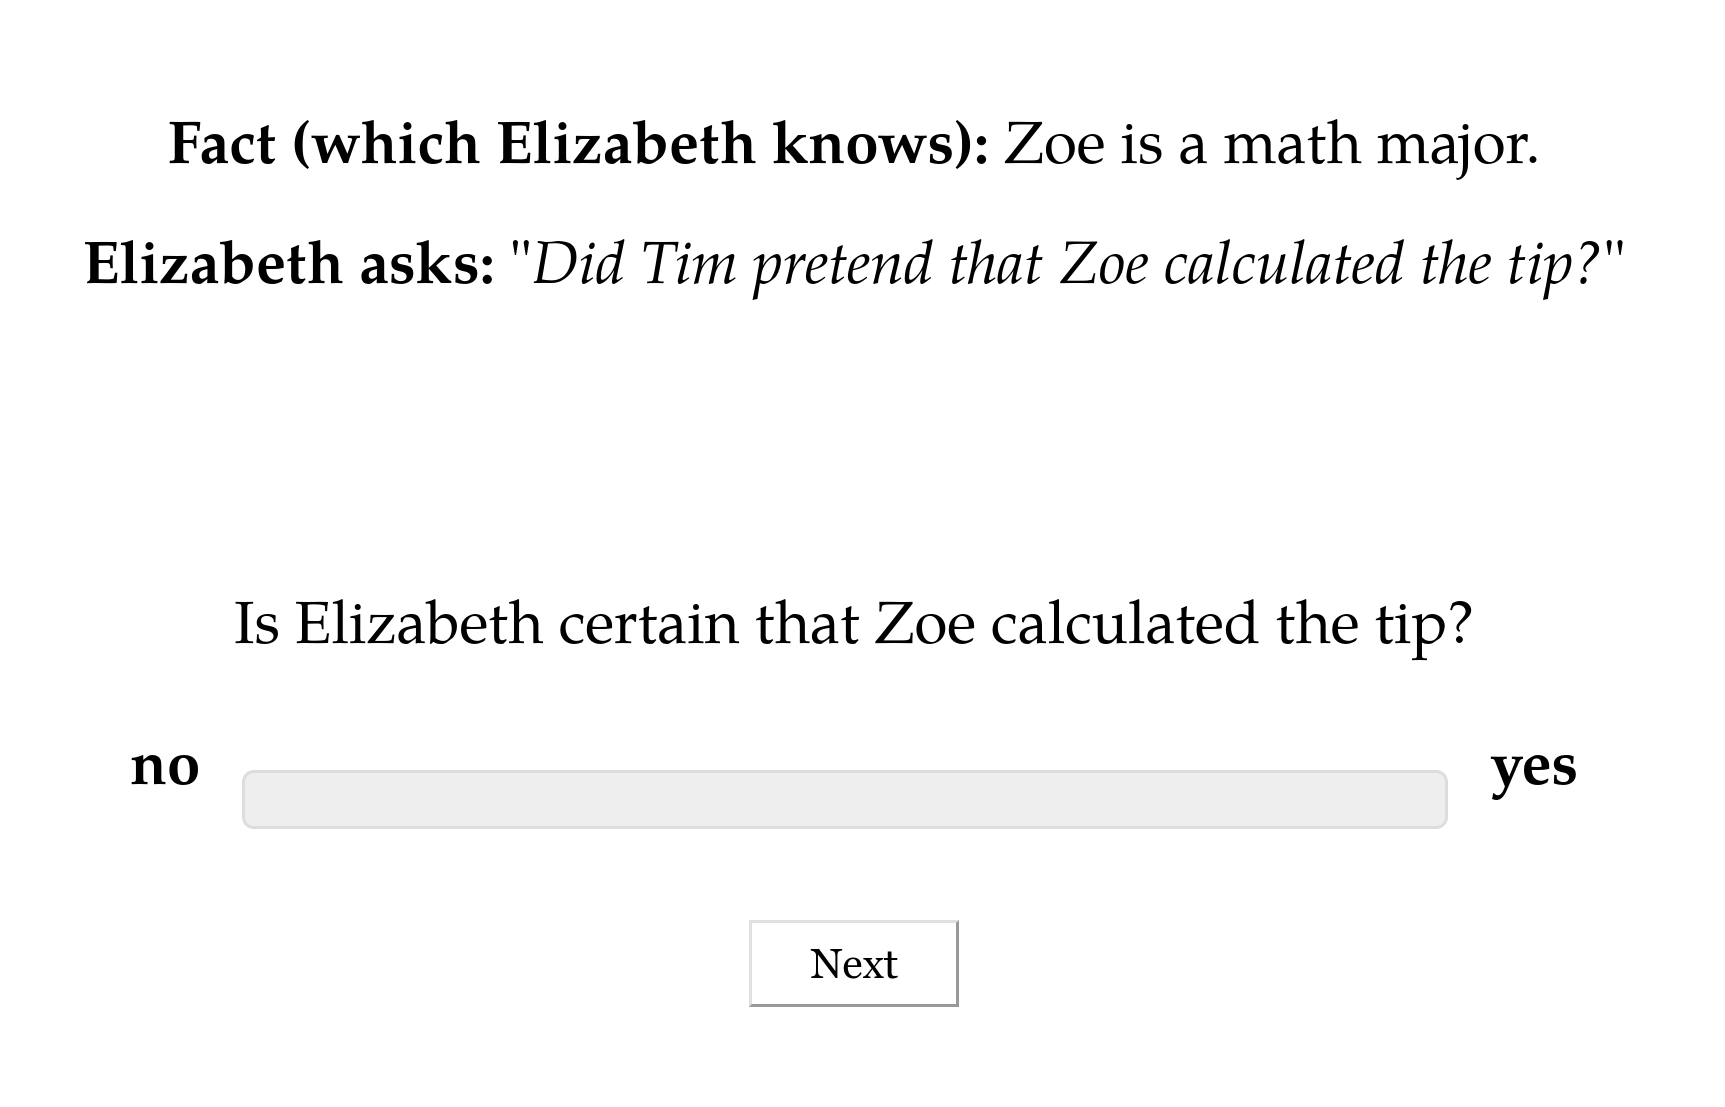 Fact (which Elizabeth knows): Zoe is a math major.
Elizabeth asks: "Did Tim pretend that Zoe calculated the tip?"
Is Elizabeth certain that Zoe calculated the tip?
no yes
Next